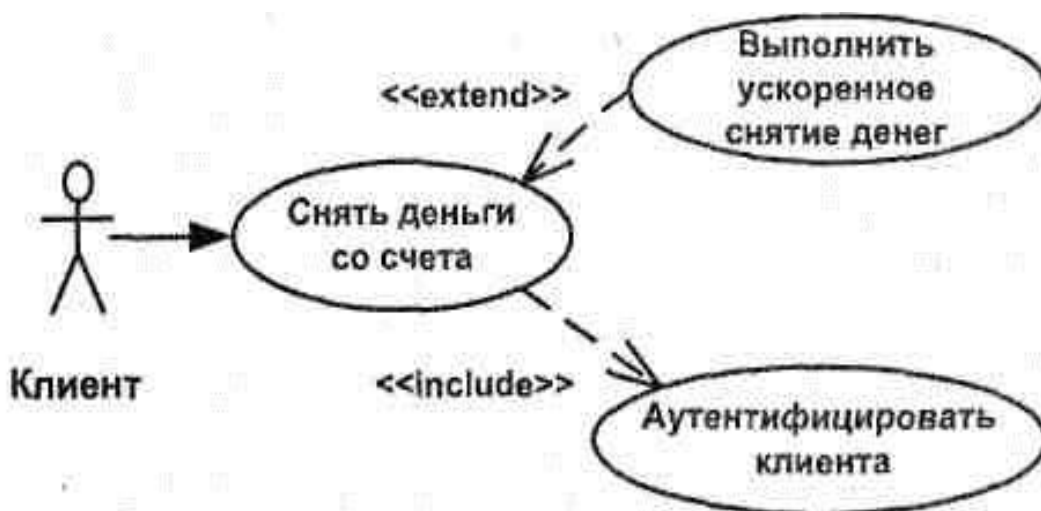 Выполнить
ускоренное
снятие денег
<<extend>>
Снять деньги
со счета
Клиент
<<include>>
Аутентифицировать
клиента